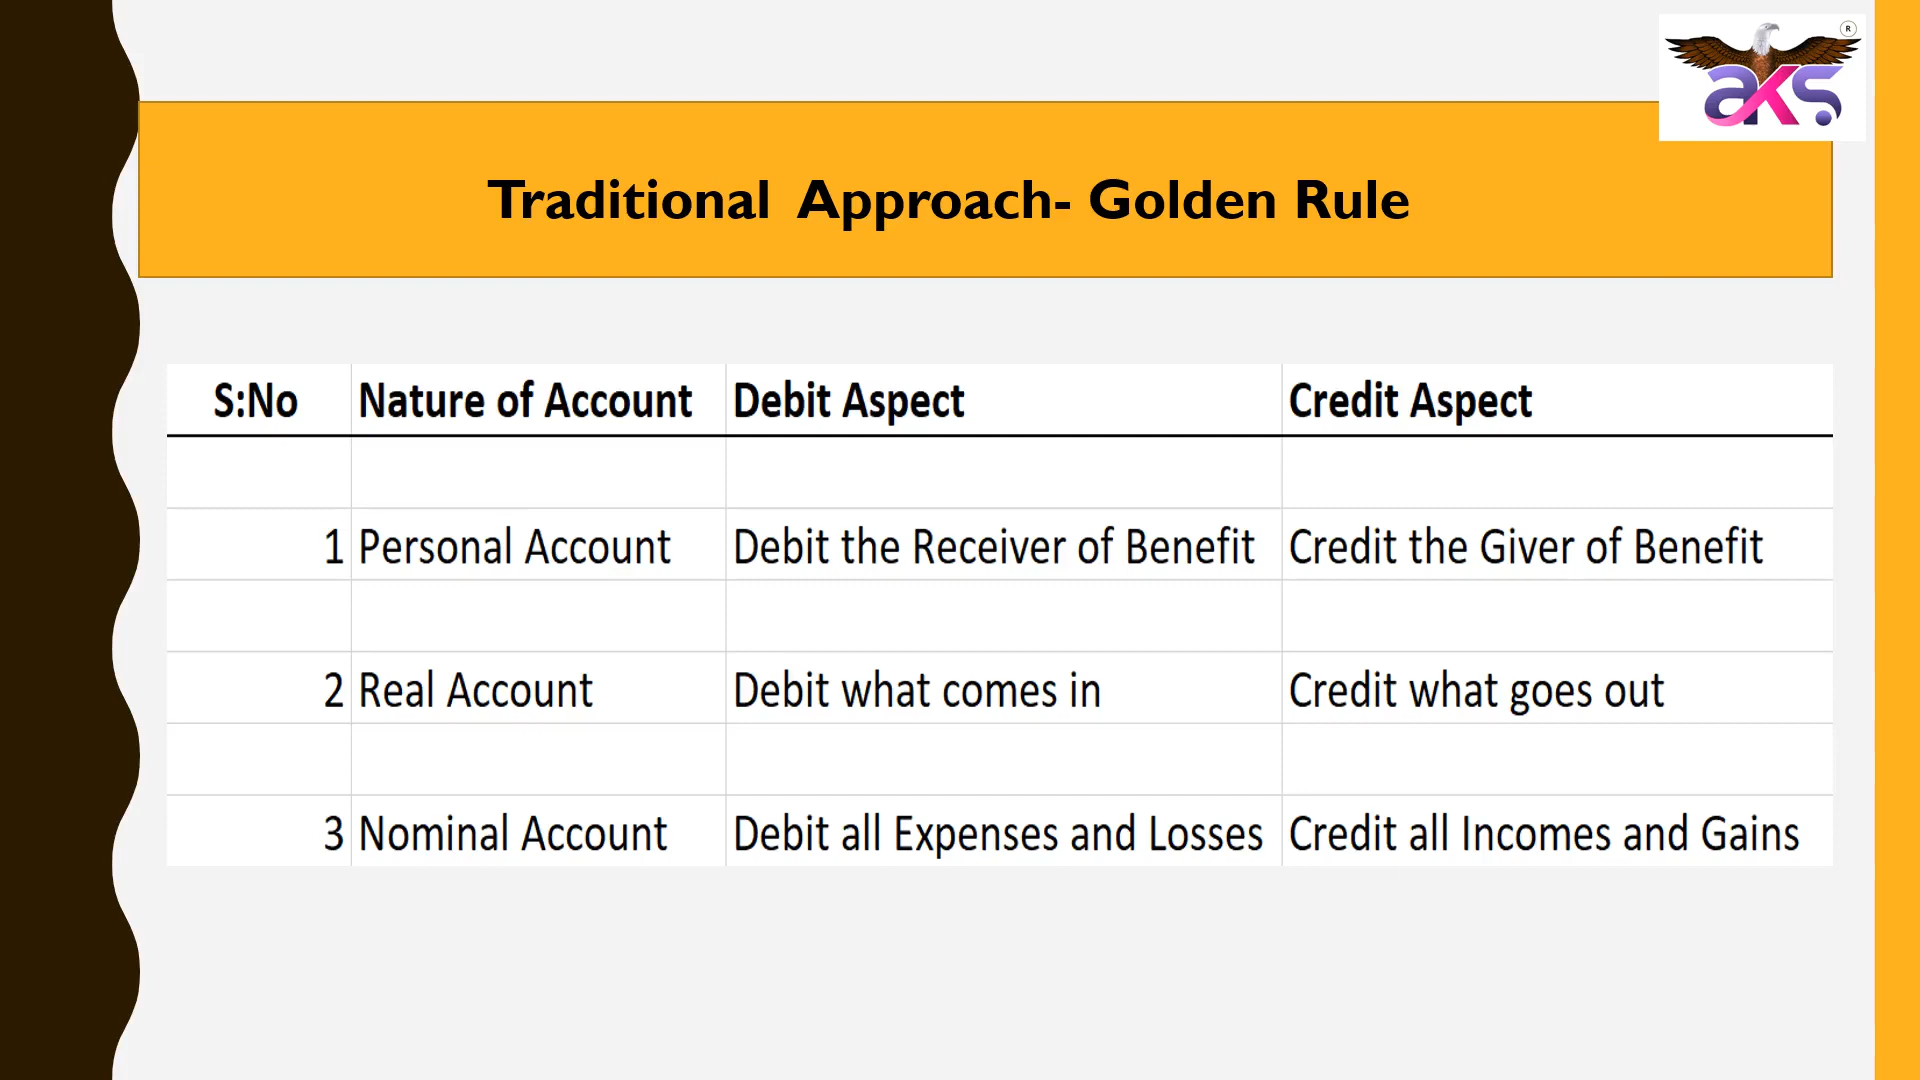 R
aks
Traditional Approach- Golden Rule
S:No Nature of Account Debit Aspect Credit Aspect
1 Personal Account Debit the Receiver of Benefit Credit the Giver of Benefit
2 Real Account Debit what comes in Credit what goes out
3 Nominal Account Debit all Expenses and Losses Credit all Incomes and Gains